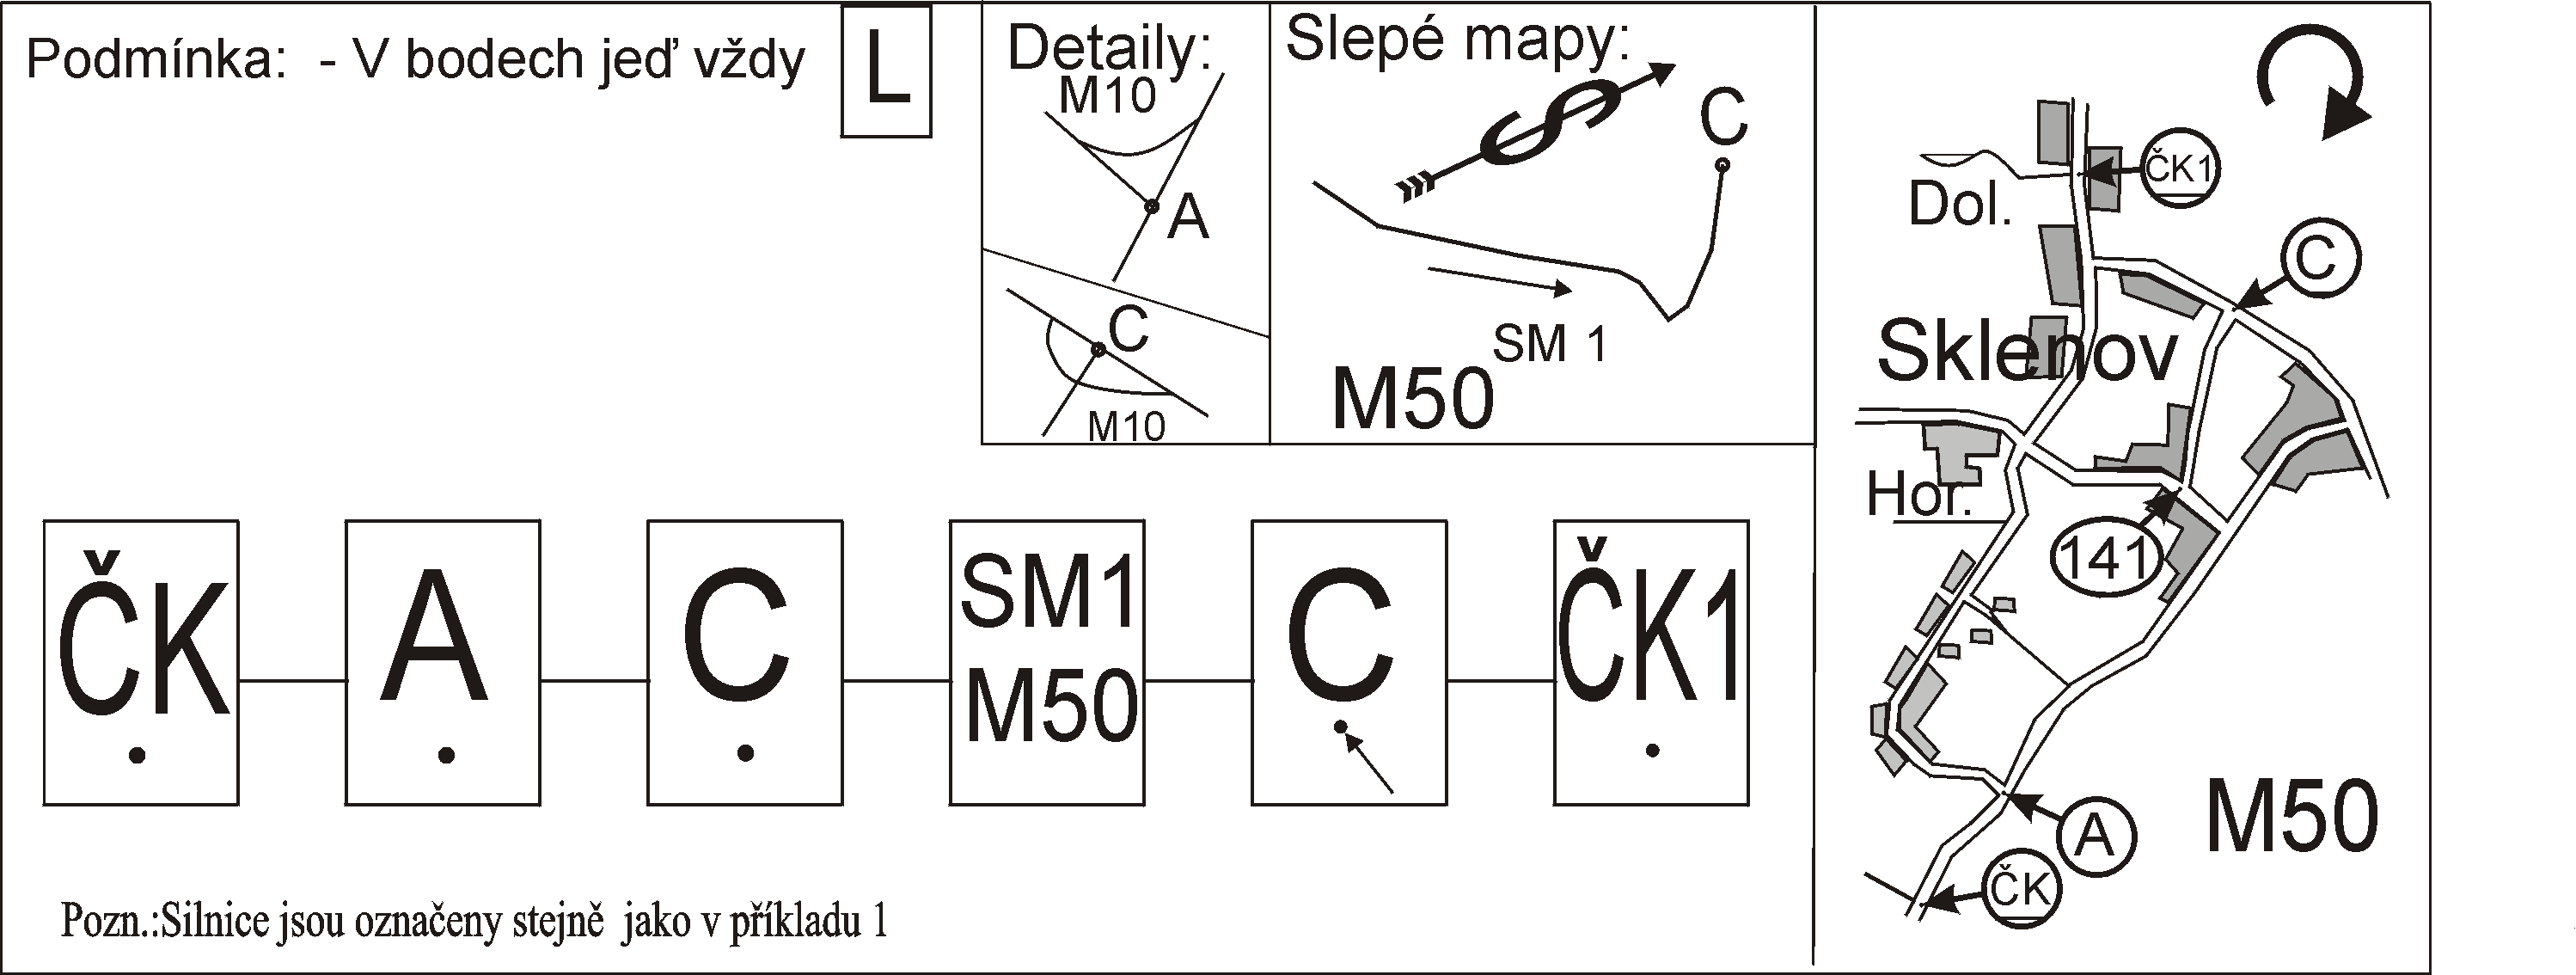 Podmínka:  - V bodech jeď vždy
L
Detaily:
M10
A
C
M10
Slepé mapy:
S
C
SM 1
M50
ČK
A
C
SM1
M50
C
ČK1
Pozn.:Silnice jsou označeny stejně  jako v příkladu 1
ČK1
Dol.
C
Sklenov
Hor.
141
M50
A
ČK